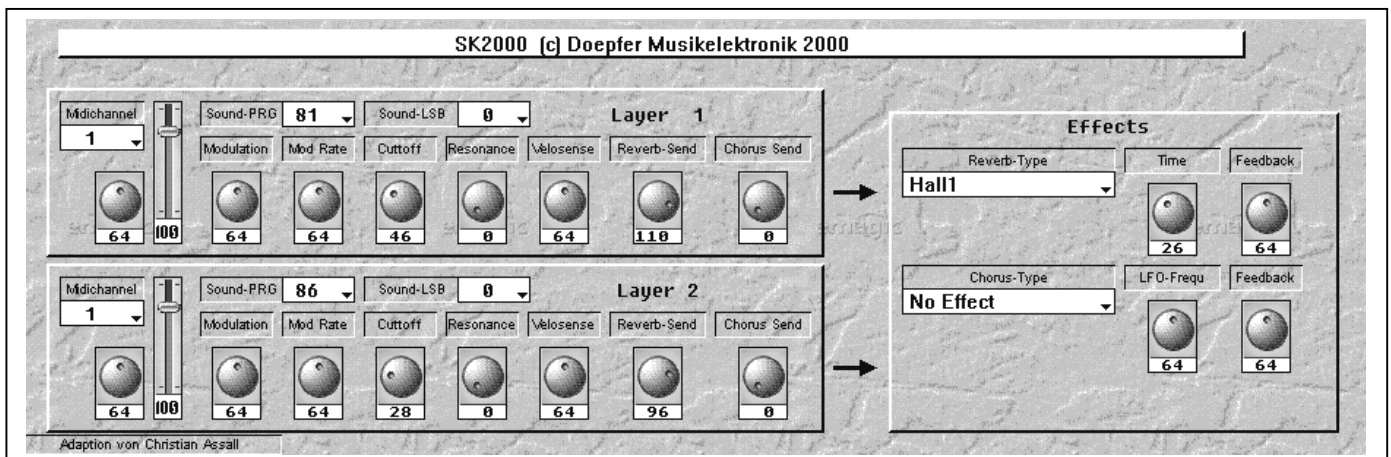 SK2000 (c) Doepfer Musikelektronik 2000
Midichannel Sound-PRG 81 Sound-LSB 0 Layer 1
1
Modulation Mod Rate Cuttoff Resonance Velosense Reverb-Send Chorus Send
64 100 64 64 46 0 64 110 0
Midichannel Sound-PRG 86 Sound-LSB 0 Layer 2
1
Modulation Mod Rate Cuttoff Resonance Velosense Reverb-Send Chorus Send
64 100 64 64 28 0 64 96 0
Effects
Reverb-Type Time Feedback
Hall1
26 64
Chorus-Type LFO-Frequ Feedback
No Effect
64 64
Adaption von Christian Assall
emagic